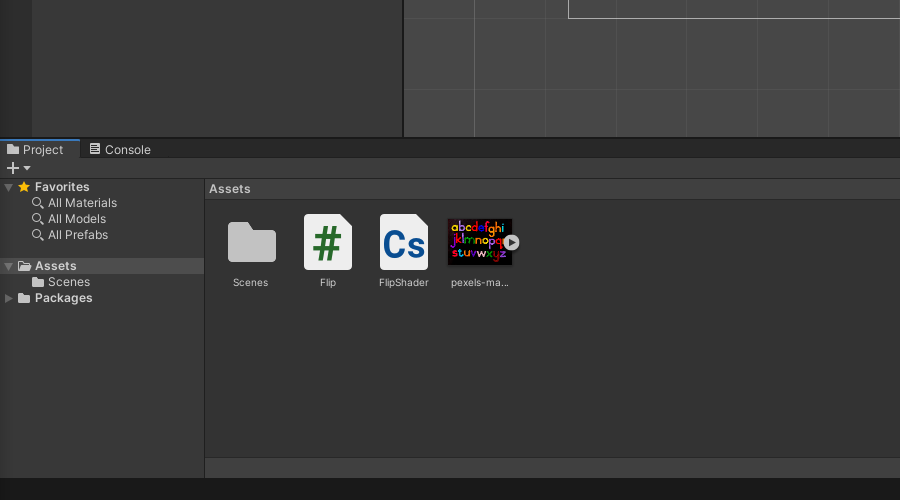 Project
Console
Favorites
All Materials
All Models
All Prefabs
Assets
Scenes
Packages
Assets
#
Cs
abcdefghi
jklmnopqr
stuvwxyz
Scenes
Flip
FlipShader
pexels-ma...